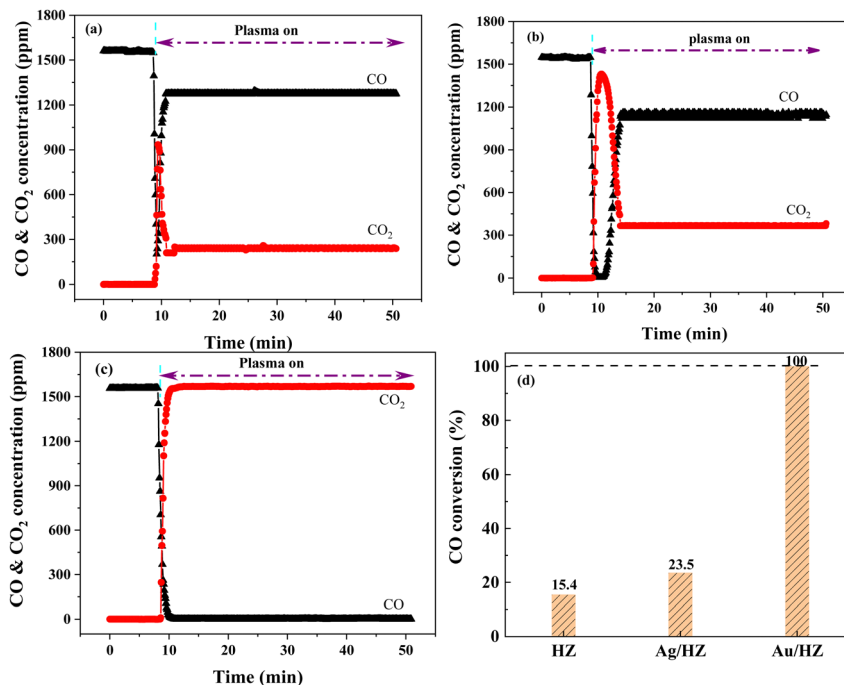 (a)
Plasma on
CO
CO₂
CO & CO₂ concentration (ppm)
1800
1500
1200
900
600
300
0
0 10 20 30 40 50
Time (min)
(b)
plasma on
CO
CO₂
CO & CO₂ concentration (ppm)
1800
1500
1200
900
600
300
0
0 10 20 30 40 50
Time (min)
(c)
Plasma on
CO₂
CO
CO & CO₂ concentration (ppm)
1800
1500
1200
900
600
300
0
0 10 20 30 40 50
Time (min)
(d)
100
23.5
15.4
CO conversion (%)
100
80
60
40
20
0
HZ Ag/HZ Au/HZ